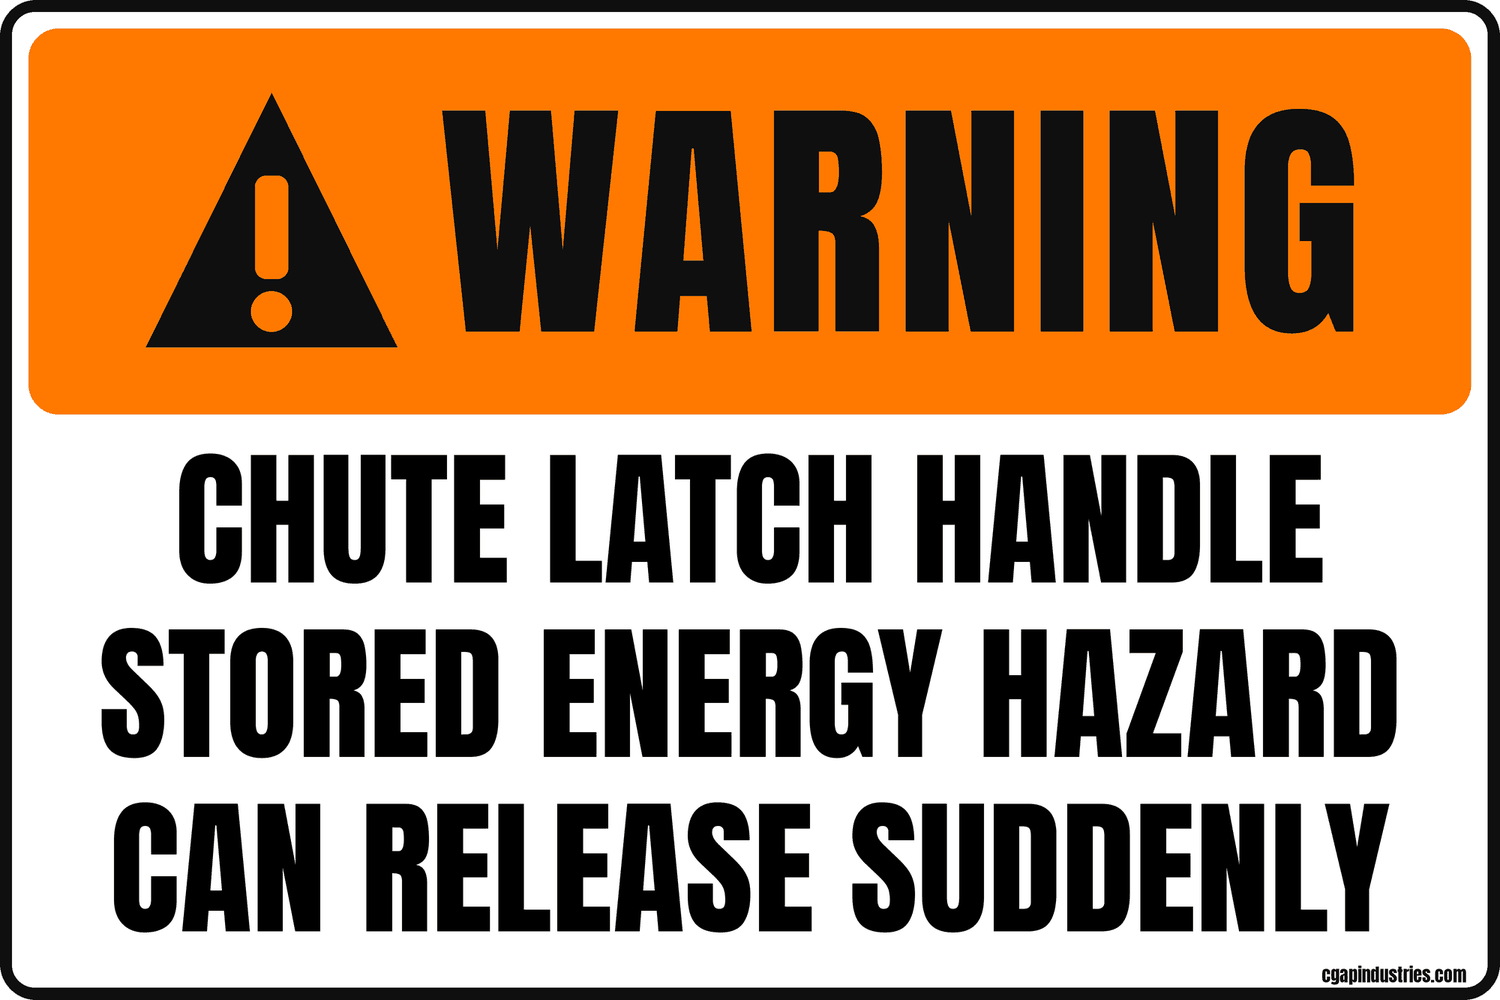 WARNING
CHUTE LATCH HANDLE
STORED ENERGY HAZARD
CAN RELEASE SUDDENLY
cgapindustries.com